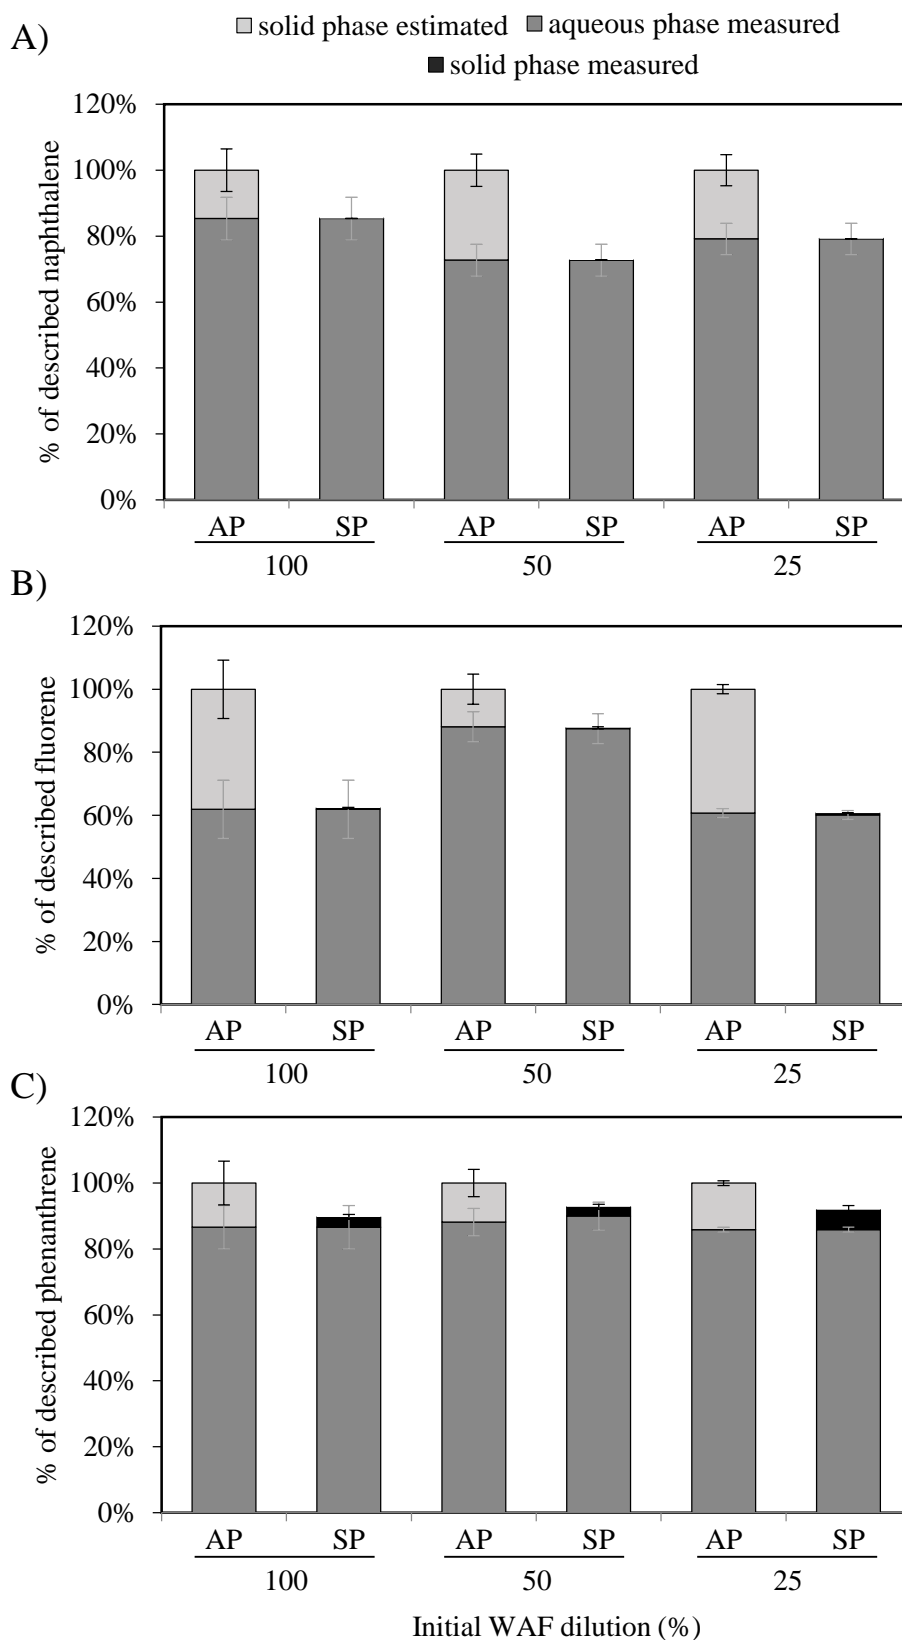 A)
solid phase estimated aqueous phase measured
solid phase measured
% of described naphthalene
120%
100%
80%
60%
40%
20%
0%
AP SP AP SP AP SP
100 50 25
B)
% of described fluorene
120%
100%
80%
60%
40%
20%
0%
AP SP AP SP AP SP
100 50 25
C)
% of described phenanthrene
120%
100%
80%
60%
40%
20%
0%
AP SP AP SP AP SP
100 50 25
Initial WAF dilution (%)